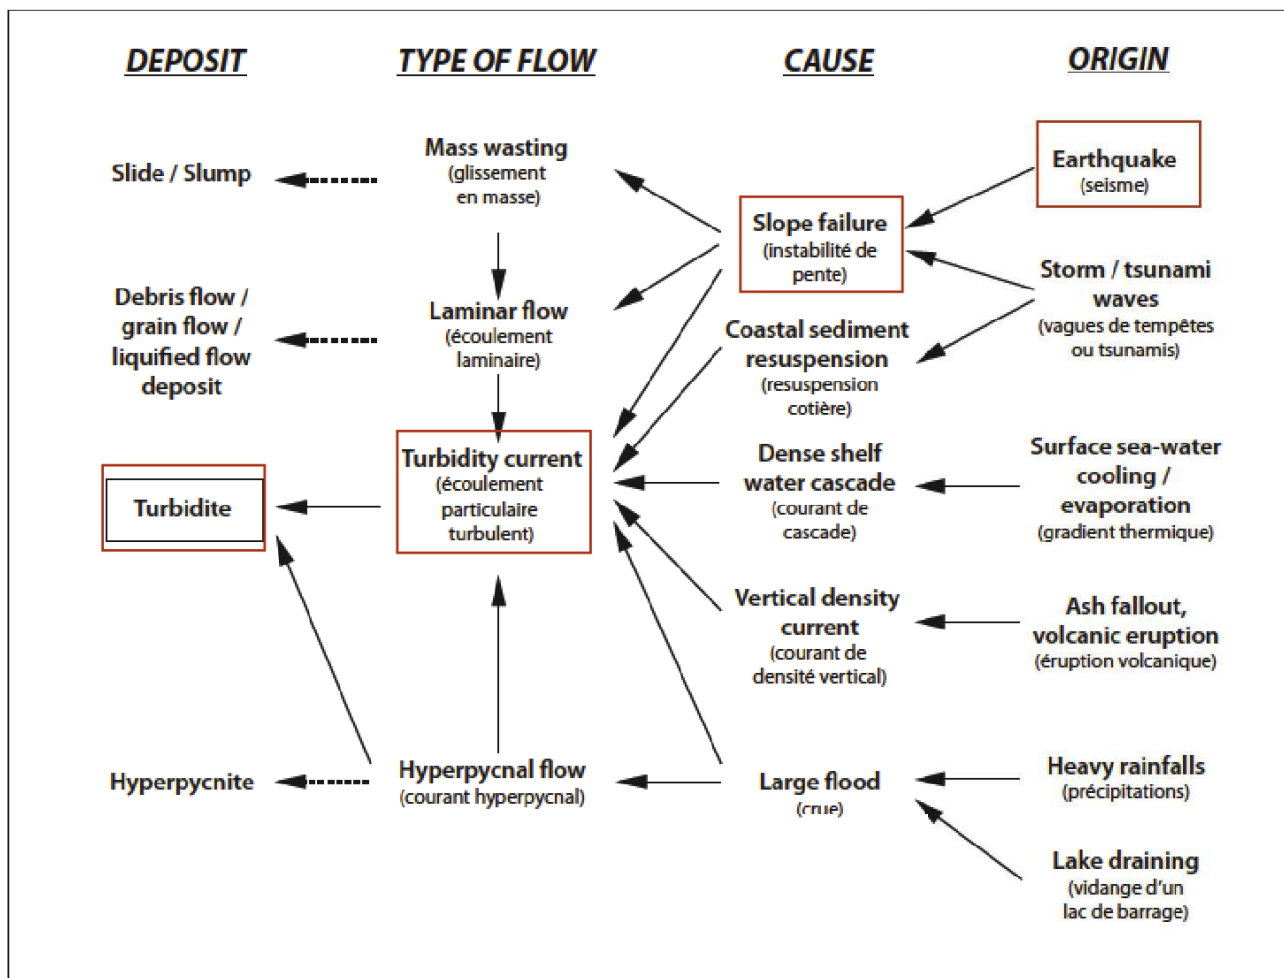 DEPOSIT
TYPE OF FLOW
CAUSE
ORIGIN
Slide / Slump
Debris flow /
grain flow /
liquified flow
deposit
Turbidite
Hyperpycnite
Mass wasting
(glissement
en masse)
Laminar flow
(écoulement
laminaire)
Turbidity current
(écoulement
particulaire
turbulent)
Hyperpycnal flow
(courant hyperpycnal)
Slope failure
(instabilité de
pente)
Coastal sediment
resuspension
(resuspension
cotière)
Dense shelf
water cascade
(courant de
cascade)
Vertical density
current
(courant de
densité vertical)
Large flood
(crue)
Earthquake
(seisme)
Storm / tsunami
waves
(vagues de tempêtes
ou tsunamis)
Surface sea-water
cooling /
evaporation
(gradient thermique)
Ash fallout,
volcanic eruption
(éruption volcanique)
Heavy rainfalls
(précipitations)
Lake draining
(vidange d'un
lac de barrage)